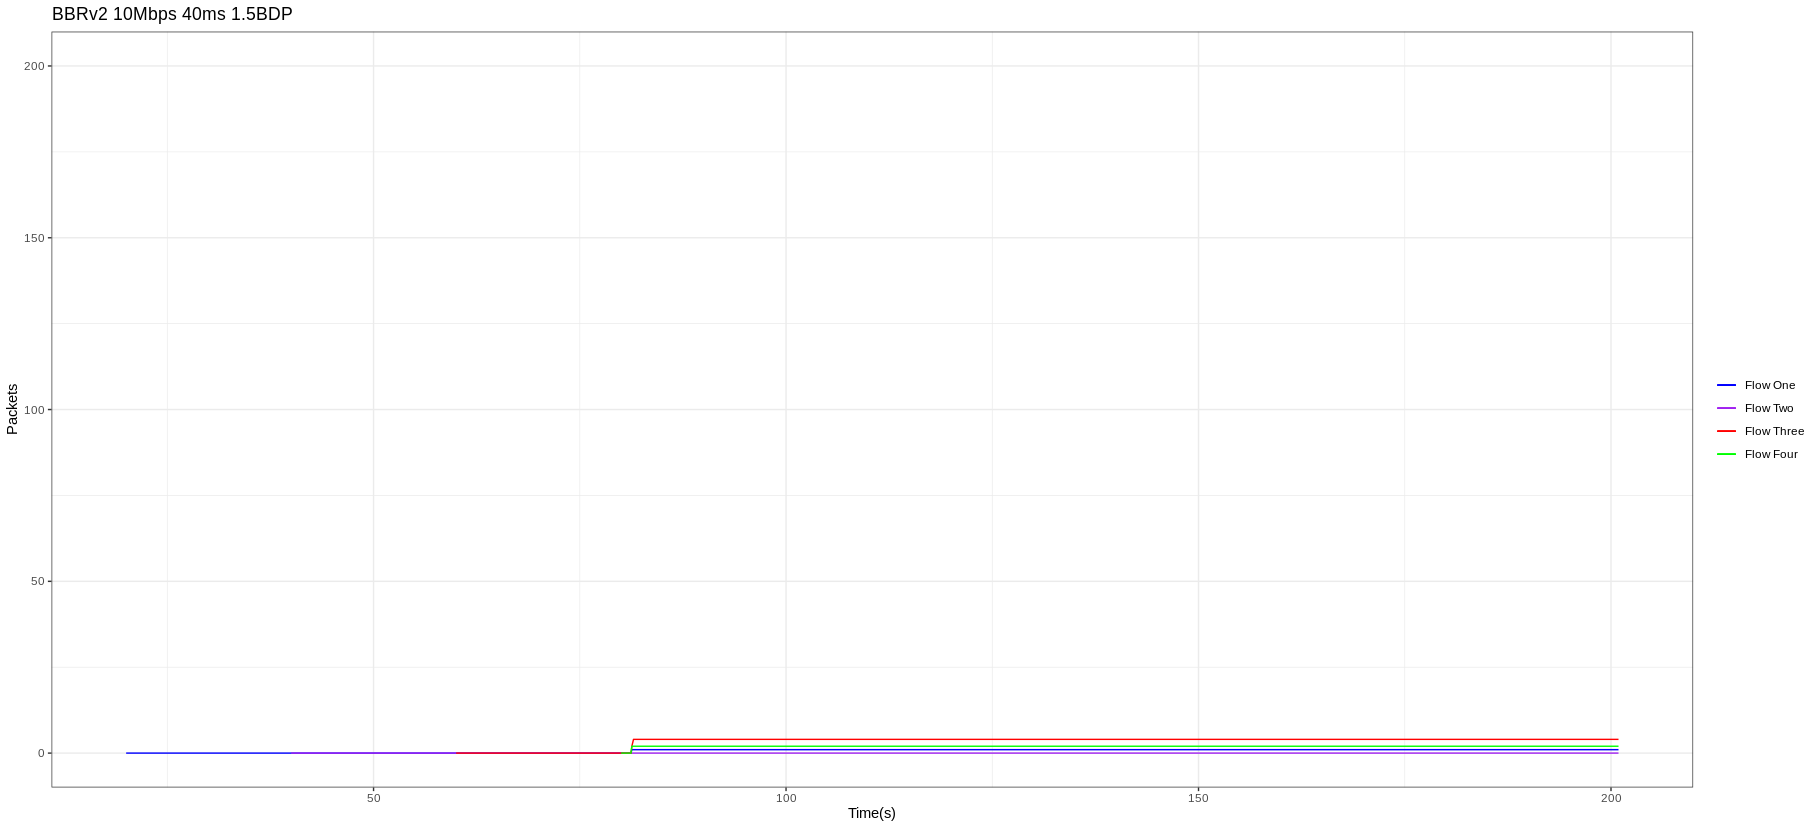 BBRv2 10Mbps 40ms 1.5BDP
200
150
100
50
0
Packets
50
100
150
200
Time(s)
Flow One
Flow Two
Flow Three
Flow Four